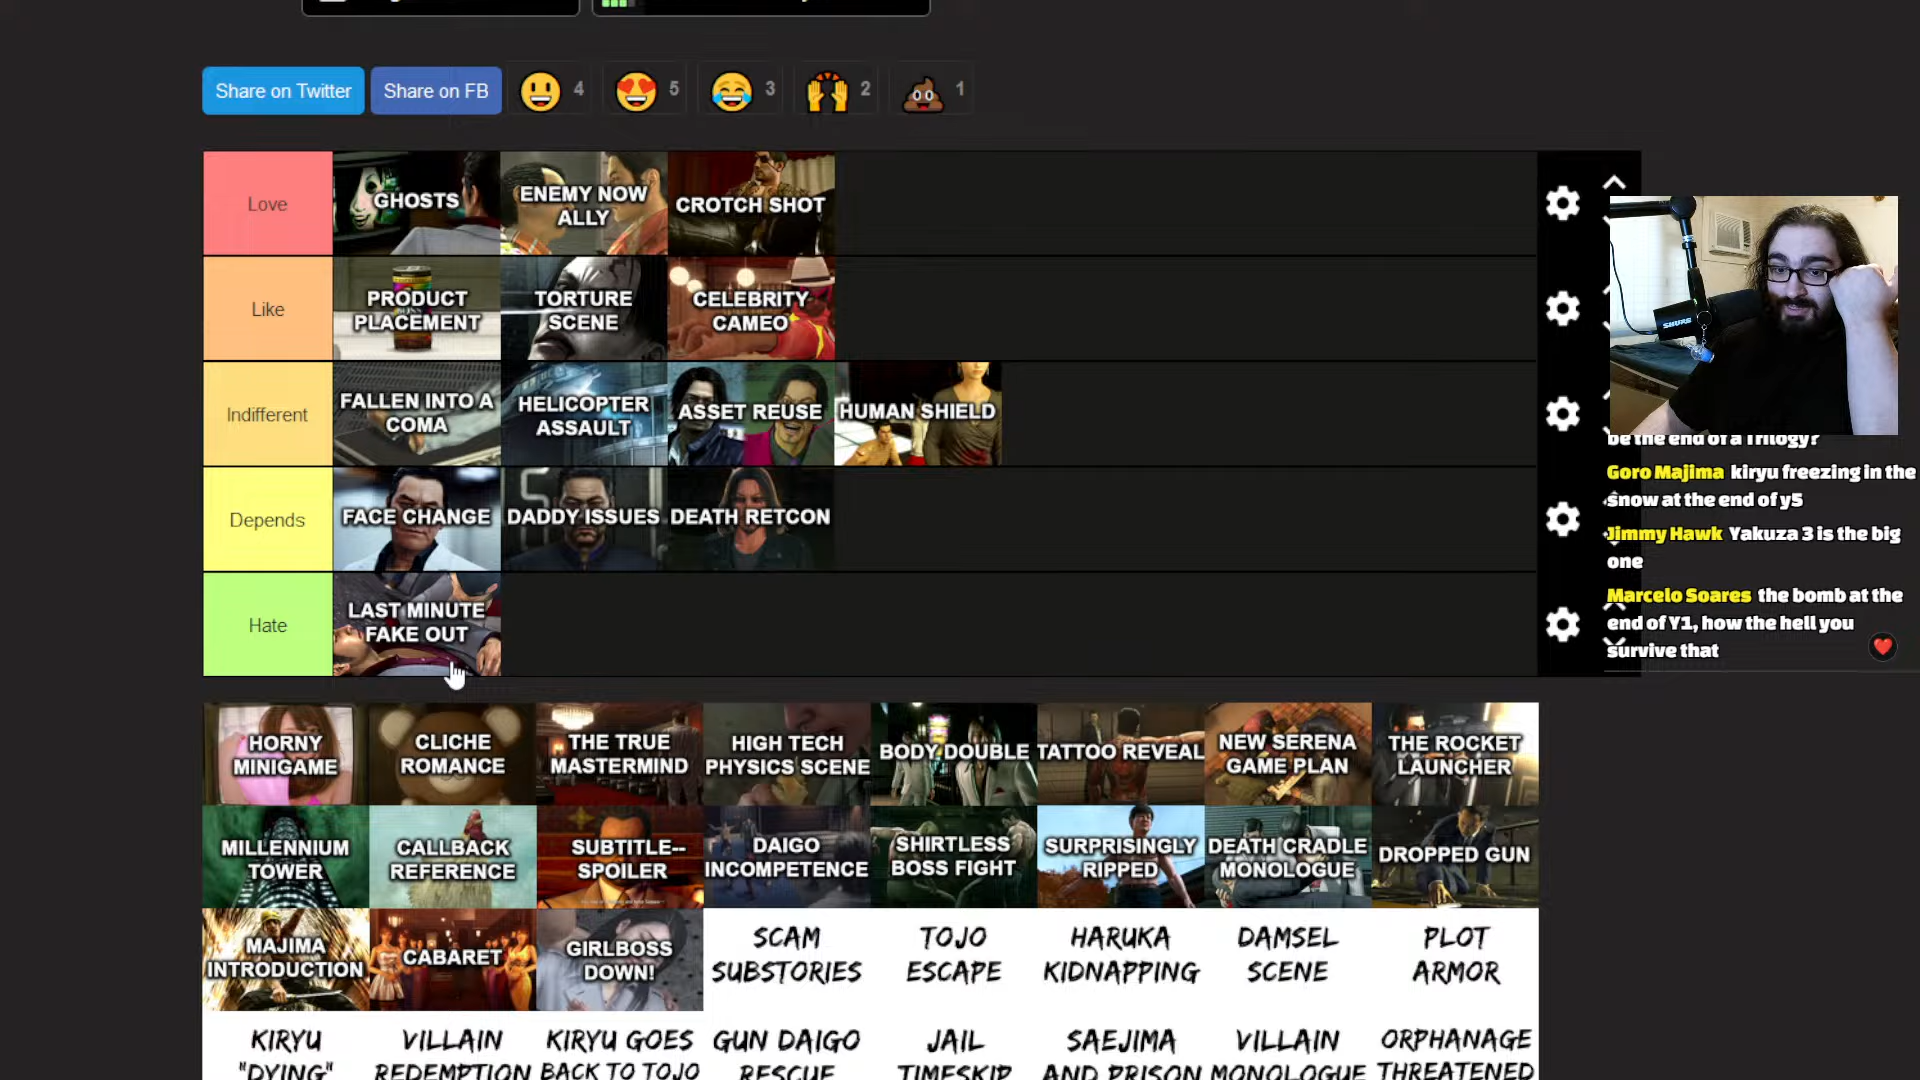 Share on Twitter
Share on FB
4
5
3
2
1
Love
GHOSTS
ENEMY NOW
ALLY
CROTCH SHOT
Like
PRODUCT
PLACEMENT
TORTURE
SCENE
CELEBRITY
CAMEO
Indifferent
FALLEN INTO A
COMA
HELICOPTER
ASSAULT
ASSET REUSE
HUMAN SHIELD
Depends
FACE CHANGE
DADDY ISSUES
DEATH RETCON
Hate
LAST MINUTE
FAKE OUT
SHURE
be the end of a Trilogy?
Goro Majima kiryu freezing in the
snow at the end of y5
Jimmy Hawk Yakuza 3 is the big
one
Marcelo Soares the bomb at the
end of Y1, how the hell you
survive that
HORNY
MINIGAME
CLICHE
ROMANCE
THE TRUE
MASTERMIND
HIGH TECH
PHYSICS SCENE
BODY DOUBLE
TATTOO REVEAL
NEW SERENA
GAME PLAN
THE ROCKET
LAUNCHER
MILLENNIUM
TOWER
CALLBACK
REFERENCE
SUBTITLE--
SPOILER
DAIGO
INCOMPETENCE
SHIRTLESS
BOSS FIGHT
SURPRISINGLY
RIPPED
DEATH CRADLE
MONOLOGUE
DROPPED GUN
MAJIMA
INTRODUCTION
CABARET
GIRLBOSS
DOWN!
SCAM
SUBSTORIES
TOJO
ESCAPE
HARUKA
KIDNAPPING
DAMSEL
SCENE
PLOT
ARMOR
KIRYU
"DYING"
VILLAIN
REDEMPTION
KIRYU GOES
BACK TO TOJO
GUN DAIGO
RESCUE
JAIL
TIMESKIP
SAEJIMA
AND PRISON
VILLAIN
MONOLOGUE
ORPHANAGE
THREATENED